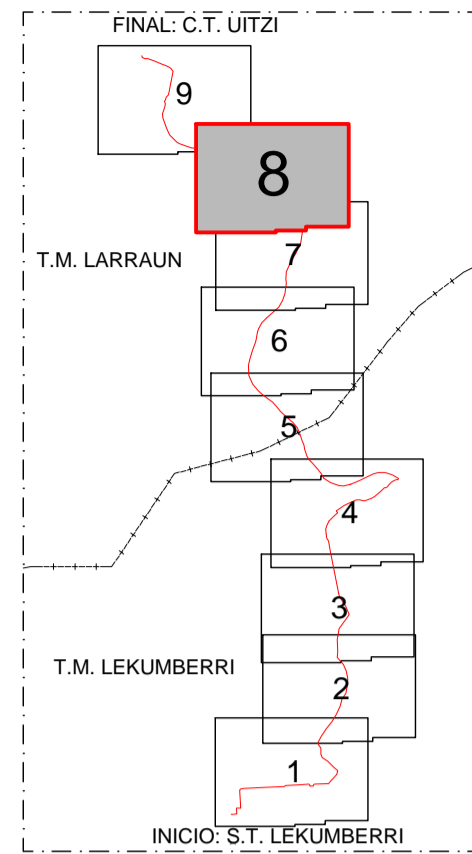 FINAL: C.T. UITZI
9
8
T.M. LARRAUN
7
6
5
4
3
T.M. LEKUMBERRI
2
1
INICIO: S.T. LEKUMBERRI